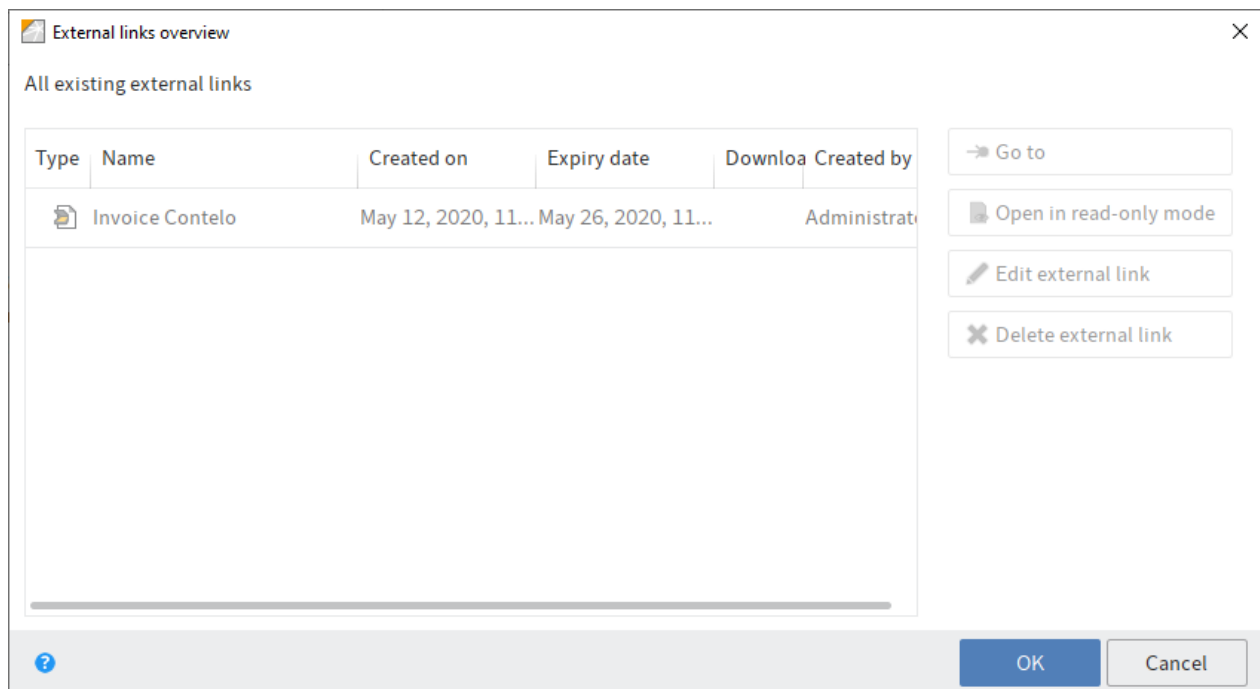 External links overview
All existing external links
Type Name Created on Expiry date Downloa Created by
Invoice Contelo May 12, 2020, 11... May 26, 2020, 11... Administrat
Go to
Open in read-only mode
Edit external link
Delete external link
OK Cancel